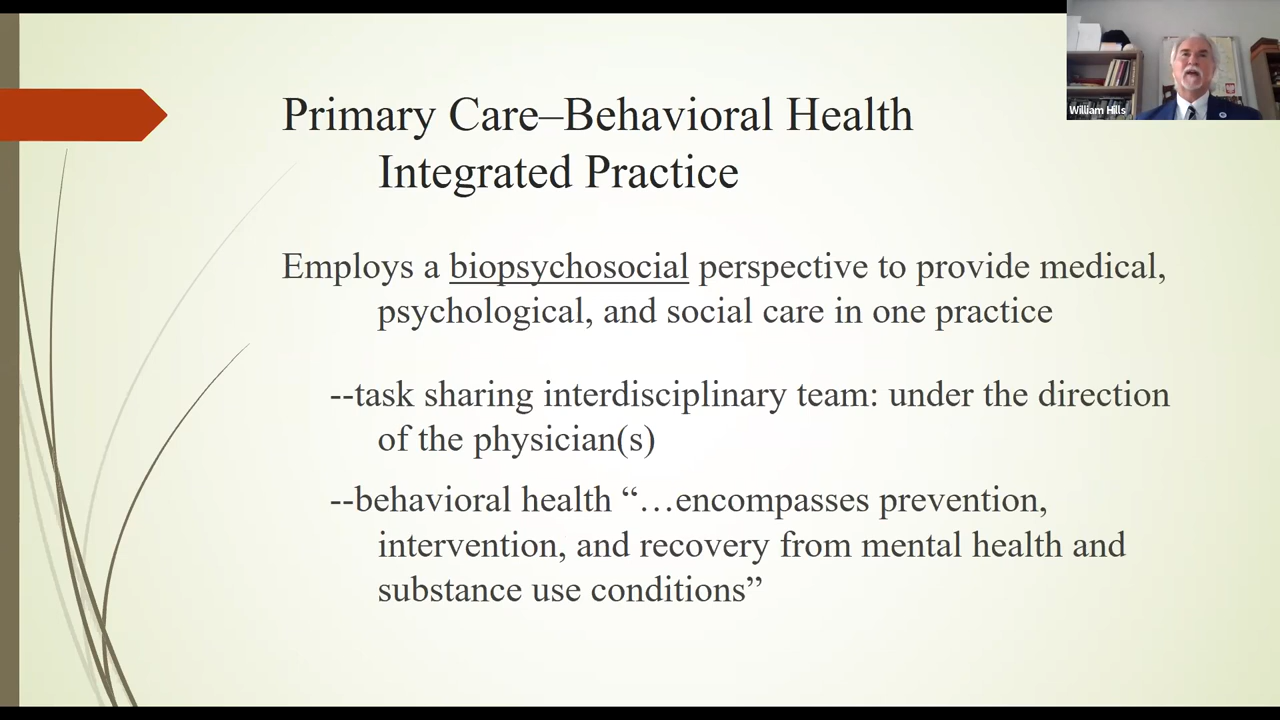 Primary Care–Behavioral Health
Integrated Practice
William Hills
Employs a biopsychosocial perspective to provide medical,
psychological, and social care in one practice
--task sharing interdisciplinary team: under the direction
of the physician(s)
--behavioral health “…encompasses prevention,
intervention, and recovery from mental health and
substance use conditions”